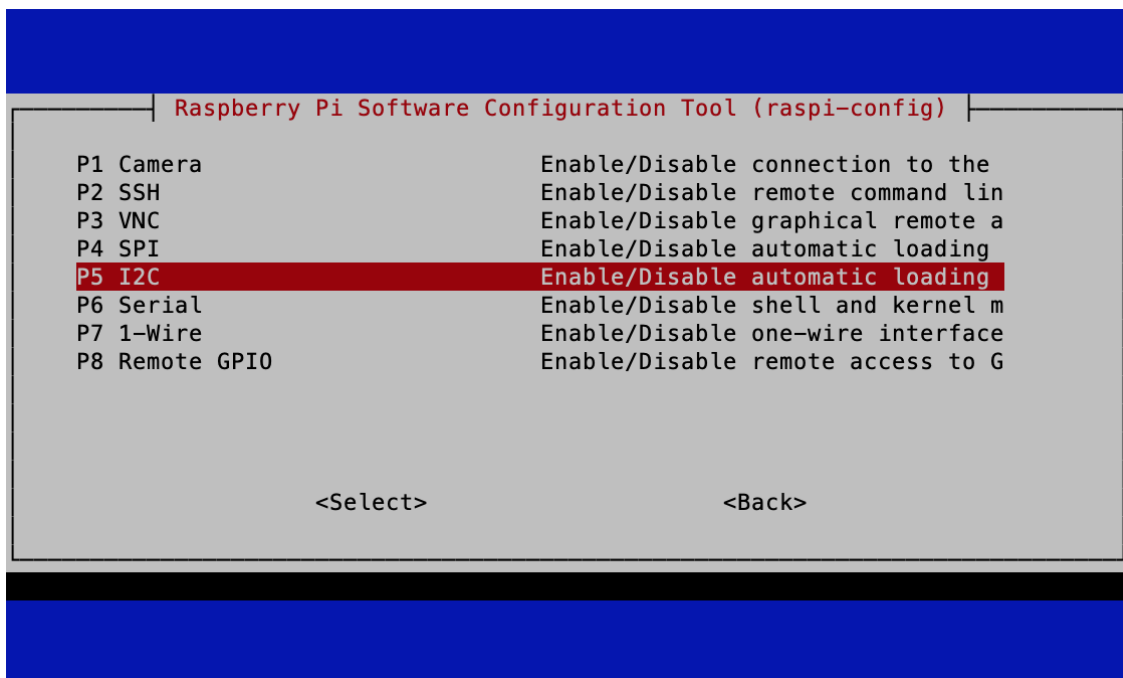 Raspberry Pi Software Configuration Tool (raspi-config)
P1 Camera Enable/Disable connection to the
P2 SSH Enable/Disable remote command lin
P3 VNC Enable/Disable graphical remote a
P4 SPI Enable/Disable automatic loading
P5 I2C Enable/Disable automatic loading
P6 Serial Enable/Disable shell and kernel m
P7 1-Wire Enable/Disable one-wire interface
P8 Remote GPIO Enable/Disable remote access to G
<Select> <Back>